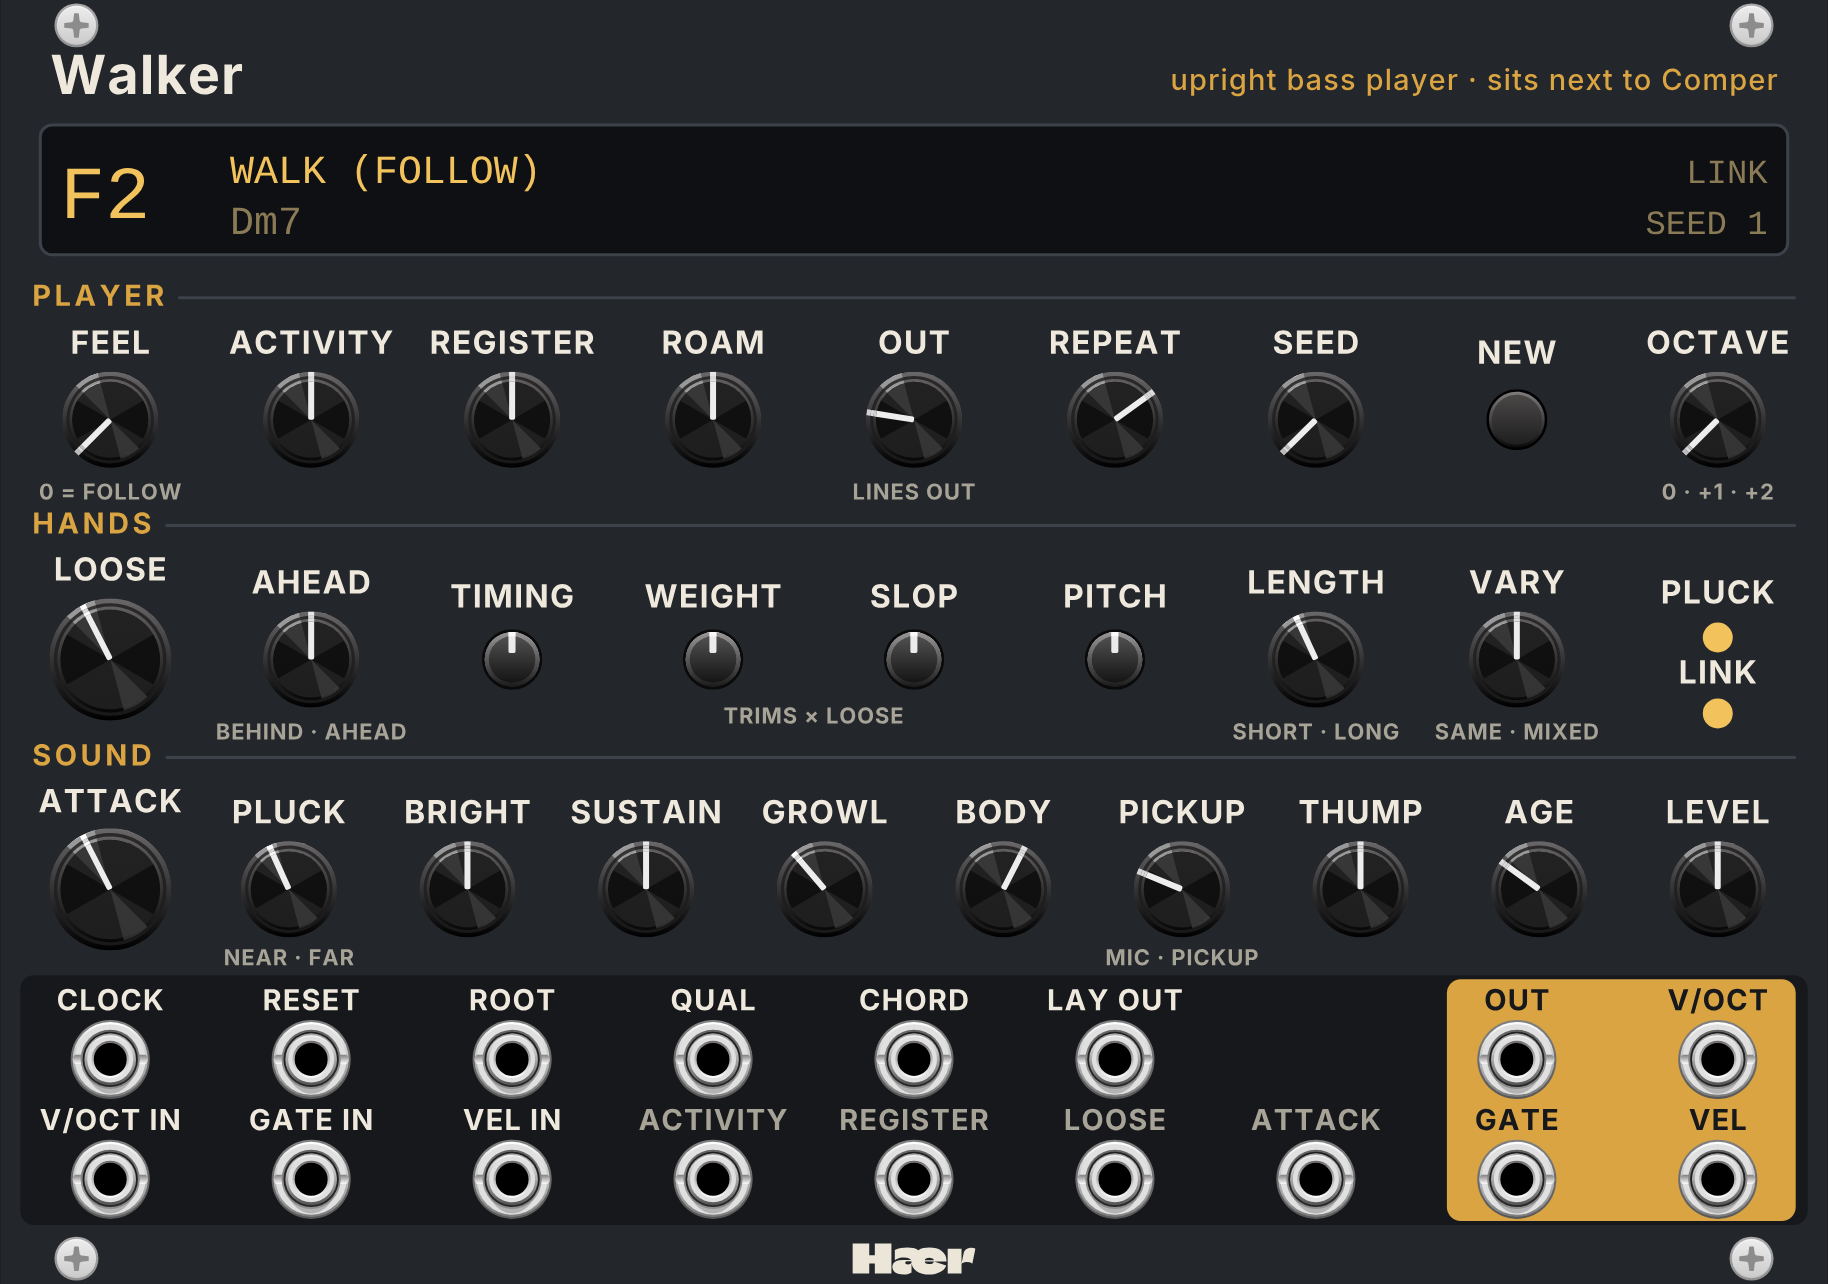 Walker
upright bass player · sits next to Comper
F2
WALK (FOLLOW)
LINK
Dm7
SEED 1
PLAYER
FEEL ACTIVITY REGISTER ROAM OUT REPEAT SEED NEW OCTAVE
0 = FOLLOW LINES OUT 0 · +1 · +2
HANDS
LOOSE AHEAD TIMING WEIGHT SLOP PITCH LENGTH VARY PLUCK
LINK
BEHIND · AHEAD TRIMS × LOOSE SHORT · LONG SAME · MIXED
SOUND
ATTACK PLUCK BRIGHT SUSTAIN GROWL BODY PICKUP THUMP AGE LEVEL
NEAR · FAR MIC · PICKUP
CLOCK RESET ROOT QUAL CHORD LAY OUT OUT V/OCT
V/OCT IN GATE IN VEL IN ACTIVITY REGISTER LOOSE ATTACK GATE VEL
Hær